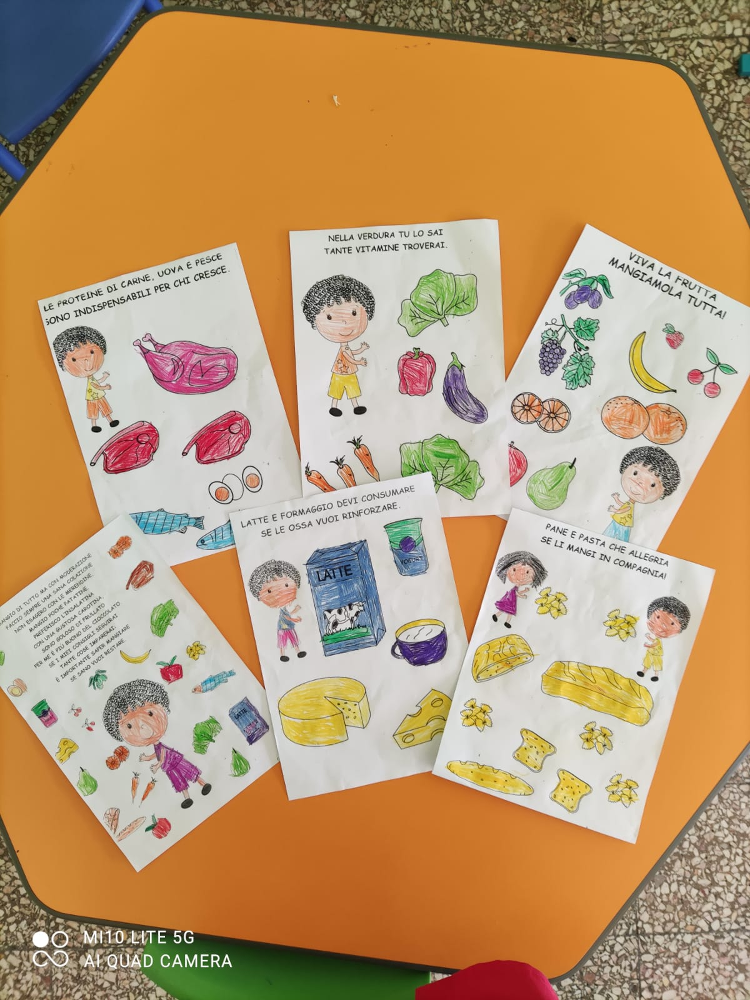 LE PROTEINE DI CARNE, UOVA E PESCE
SONO INDISPENSABILI PER CHI CRESCE.
NELLA VERDURA TU LO SAI
TANTE VITAMINE TROVERAI.
VIVA LA FRUTTA
MANGIAMOLA TUTTA!
MANGIO DI TUTTO MA CON MODERAZIONE
FACCIO SEMPRE UNA SANA COLAZIONE
NON ESAGERO CON LE MERENDINE,
MANGIO POCHE PATATINE.
PREFERISCO L'INSALATINA
CON UNA GUSTOSA CAROTINA.
SONO GOLOSO DI FRULLATO
PER ME È PIÙ BUONO DEL CIOCCOLATO
SE I MIEI CONSIGLI SEGUIRAI
TANTE COSE IMPARERAI:
È IMPORTANTE SAPER MANGIARE
SE SANO VUOI RESTARE.
LATTE
LATTE E FORMAGGIO DEVI CONSUMARE
SE LE OSSA VUOI RINFORZARE.
LATTE
YOGURT
PANE E PASTA CHE ALLEGRIA
SE LI MANGI IN COMPAGNIA!
MI10 LITE 5G
AI QUAD CAMERA